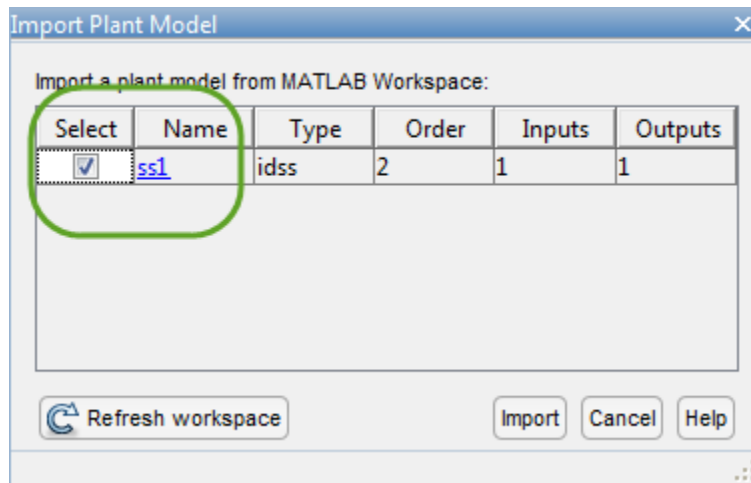 Import Plant Model
Import a plant model from MATLAB Workspace:
Select Name Type Order Inputs Outputs
ss1 idss 2 1 1
Refresh workspace Import Cancel Help